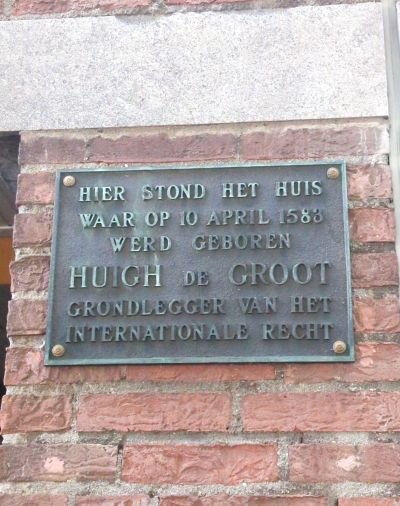 HIER STOND HET HUIS
WAAR OP 10 APRIL 1583
WERD GEBOREN
HUIGH DE GROOT
GRONDLEGGER VAN HET
INTERNATIONALE RECHT